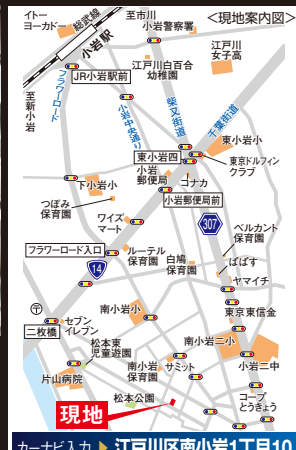 <現地案内図>
イトー
ヨーカドー
総武線
小岩駅
至市川
小岩警察署
江戸川
女子高
江戸川百合台
幼稚園
JR小岩駅前
フラワーロード
至新小岩
小岩中央通り
柴又街道
千葉街道
東小岩小
東小岩四
東京ドルフィン
クラブ
小岩
郵便局
ゴナカ
下小岩小
小岩郵便局前
つぼみ
保育園
ワイズ
マート
307
ベルカント
保育園
フラワーロード入口
ルーテル
保育園
白鳩
保育園
ぱぱす
14
ヤマイチ
〒
セブン
イレブン
南小岩小
東京東信金
二枚橋
松本東
児童遊園
南小岩二小
片山病院
南小岩
保育園
サミット
小岩二中
現地
松本公園
コープ
とうきょう
カーナビ入力 ▶ 江戸川区南小岩1丁目10